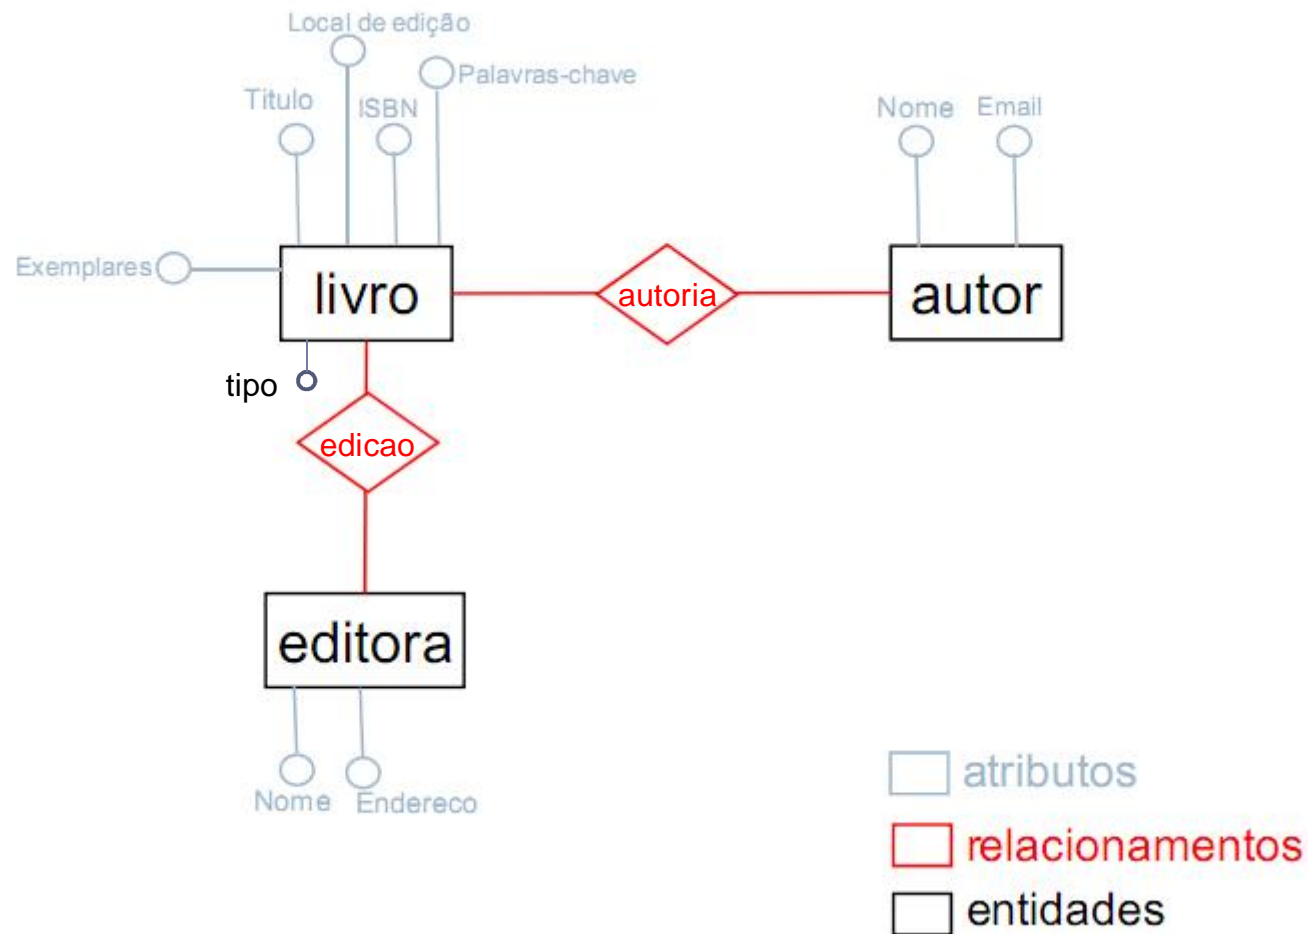 Local de edição
Palavras-chave
Titulo
ISBN
Nome
Email
Exemplares
livro
autoria
autor
tipo
edicao
editora
Nome
Endereco
atributos
relacionamentos
entidades